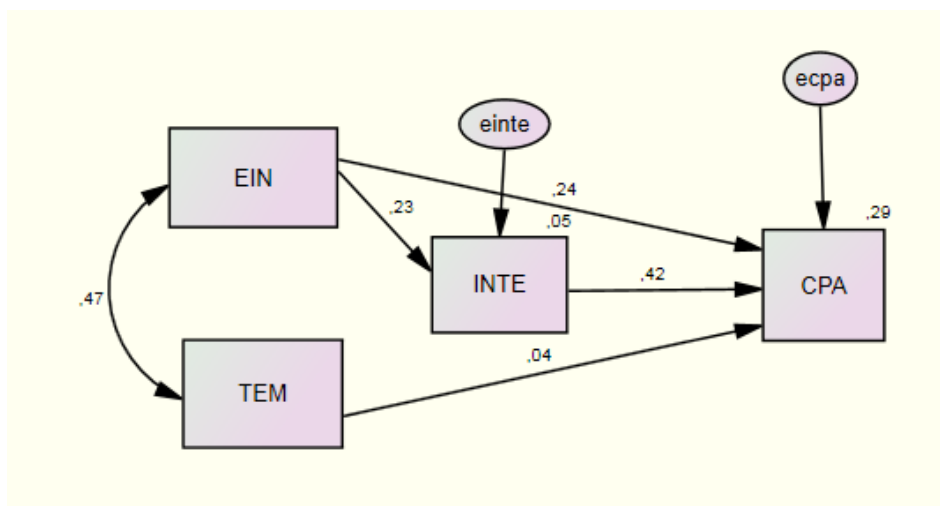 ecpa
einte
EIN
,24
,29
,23
,05
INTE
,42
CPA
,47
,04
TEM